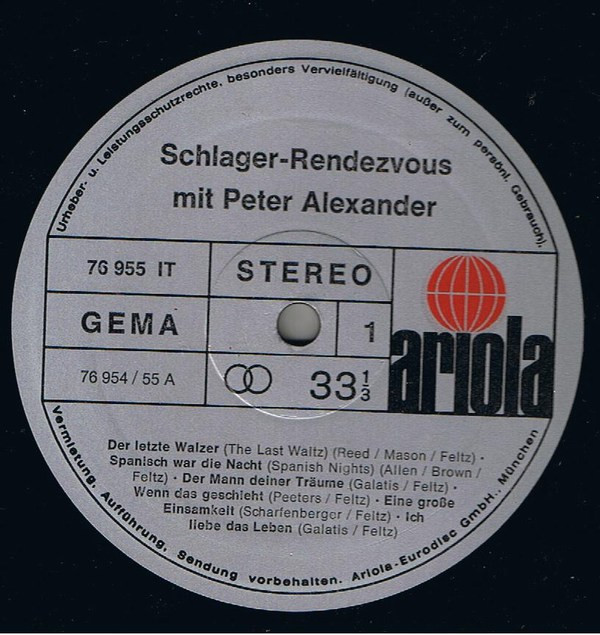 Urheber- u. Leistungsschutzrechte, besonders Vervielfältigung (außer zum persönl. Gebrauch).
Schlager-Rendezvous
mit Peter Alexander
76 955 IT
STEREO
GEMA
1
ariola
76 954 / 55 A
33 1/3
Der letzte Walzer (The Last Waltz) (Reed / Mason / Feltz) ·
Spanisch war die Nacht (Spanish Nights) (Allen / Brown /
Feltz) · Der Mann deiner Träume (Galatis / Feltz) ·
Wenn das geschieht (Peeters / Feltz) · Eine große
Einsamkeit (Scharfenberger / Feltz) · Ich
liebe das Leben (Galatis / Feltz)
Vermietung, Aufführung, Sendung vorbehalten. Ariola-Eurodisc GmbH., München